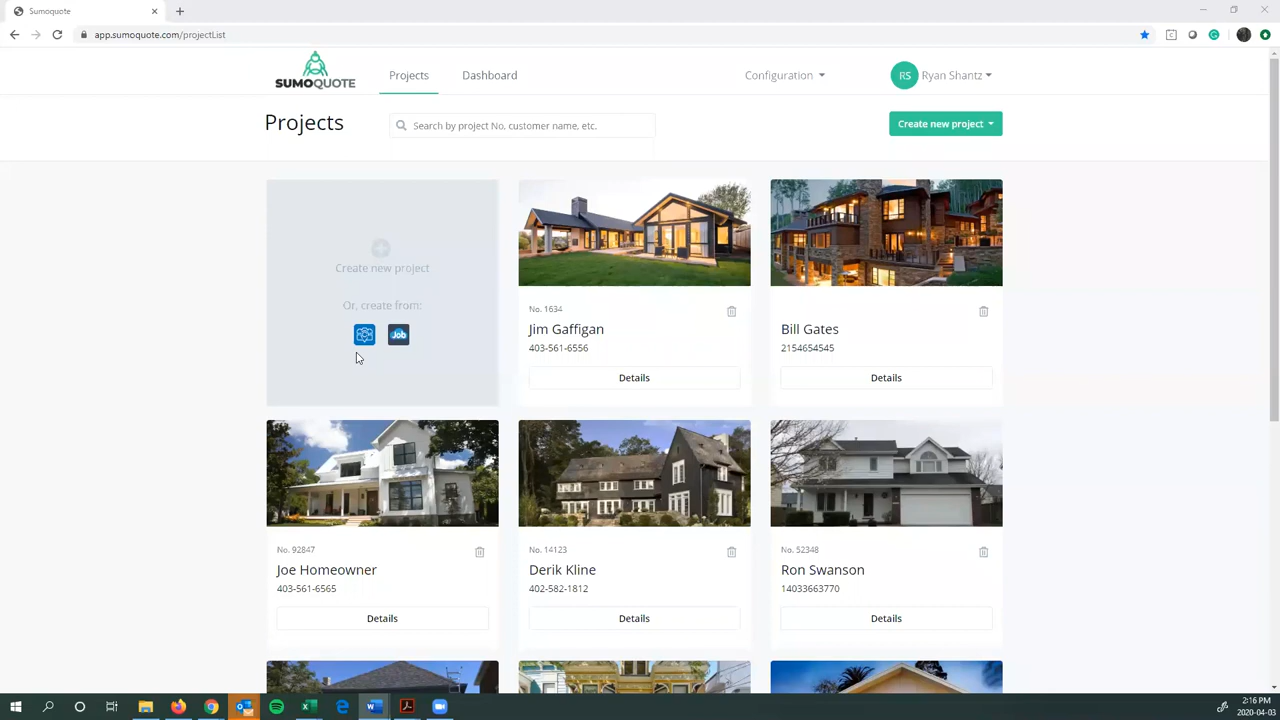 Sumoquote
app.sumoquote.com/projectList
SUMOQUOTE
Projects
Dashboard
Configuration
RS
Ryan Shantz
Projects
Search by project No, customer name, etc.
Create new project
Create new project
Or, create from:
Job
No. 1634
Jim Gaffigan
403-561-6556
Details
Bill Gates
2154654545
Details
No. 92847
Joe Homeowner
403-561-6565
Details
No. 14123
Derik Kline
402-582-1812
Details
No. 52348
Ron Swanson
14033663770
Details
2:16 PM
2020-04-03